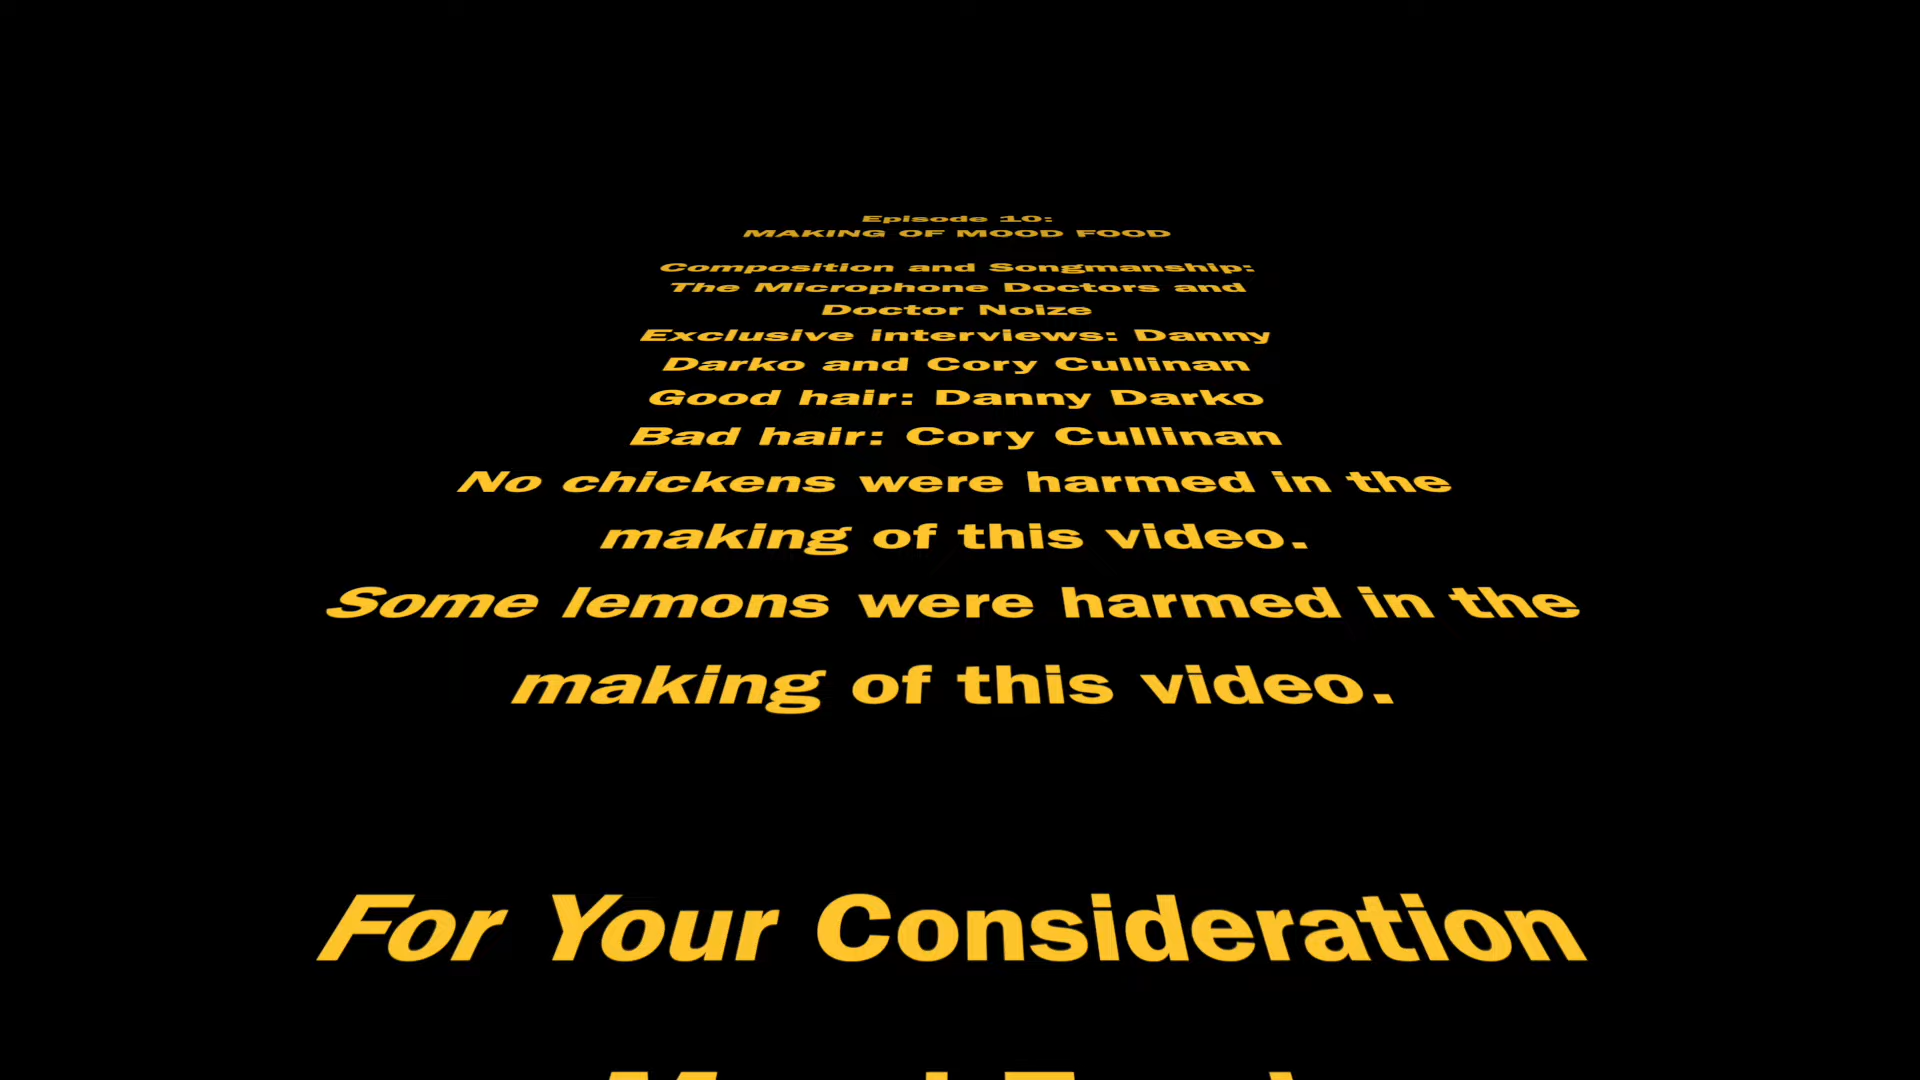 Episode 10:
MAKING OF MOOD FOOD
Composition and Songmanship:
The Microphone Doctors and
Doctor Noize
Exclusive interviews: Danny
Darko and Cory Cullinan
Good hair: Danny Darko
Bad hair: Cory Cullinan
No chickens were harmed in the
making of this video.
Some lemons were harmed in the
making of this video.
For Your Consideration